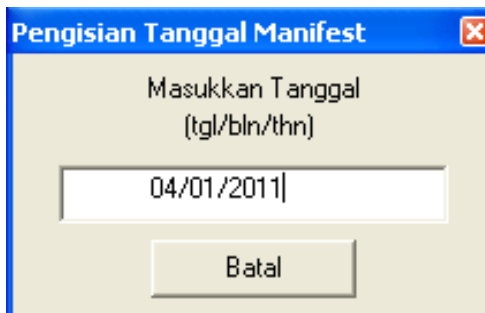 Pengisian Tanggal Manifest
Masukkan Tanggal
(tgl/bln/thn)
04/01/2011
Batal